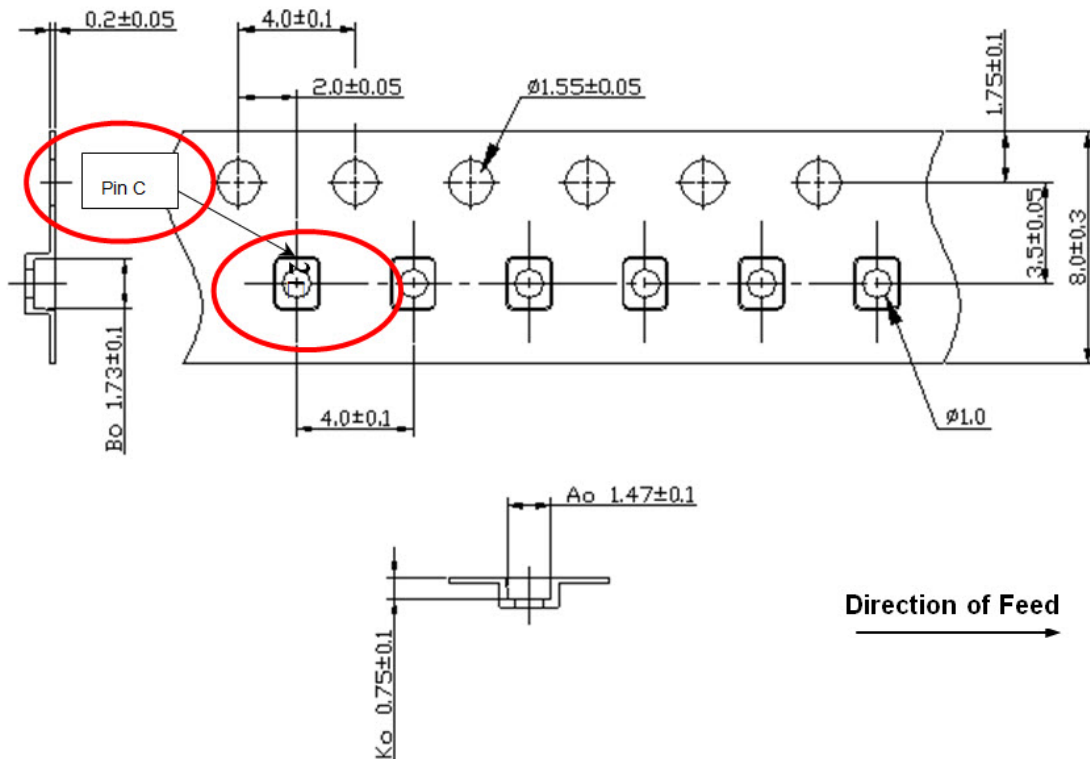 0.2±0.05
4.0±0.1
2.0±0.05
ø1.55±0.05
1.75±0.1
Pin C
3.5±0.05
8.0±0.3
Bo 1.73±0.1
4.0±0.1
ø1.0
Ao 1.47±0.1
Ko 0.75±0.1
Direction of Feed